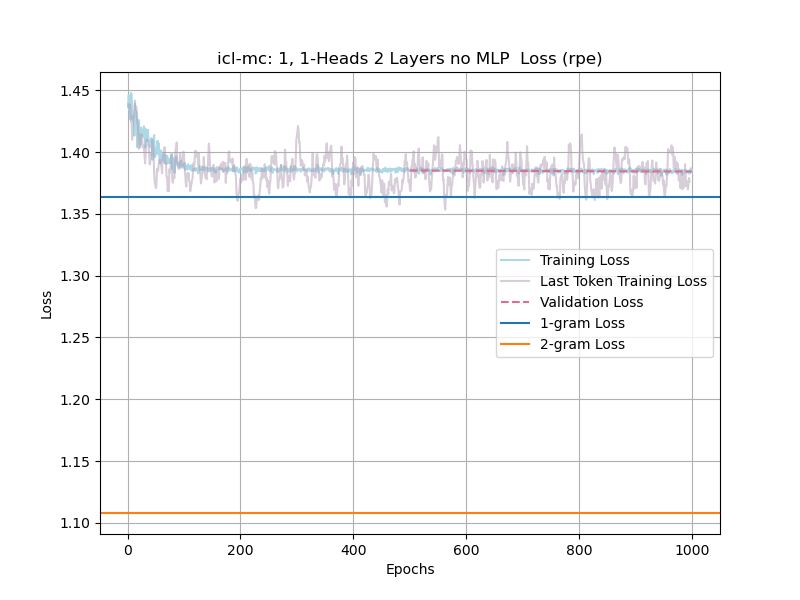 icl-mc: 1, 1-Heads 2 Layers no MLP  Loss (rpe)
1.45
1.40
1.35
1.30
1.25
1.20
1.15
1.10
Loss
Training Loss
Last Token Training Loss
Validation Loss
1-gram Loss
2-gram Loss
0 200 400 600 800 1000
Epochs